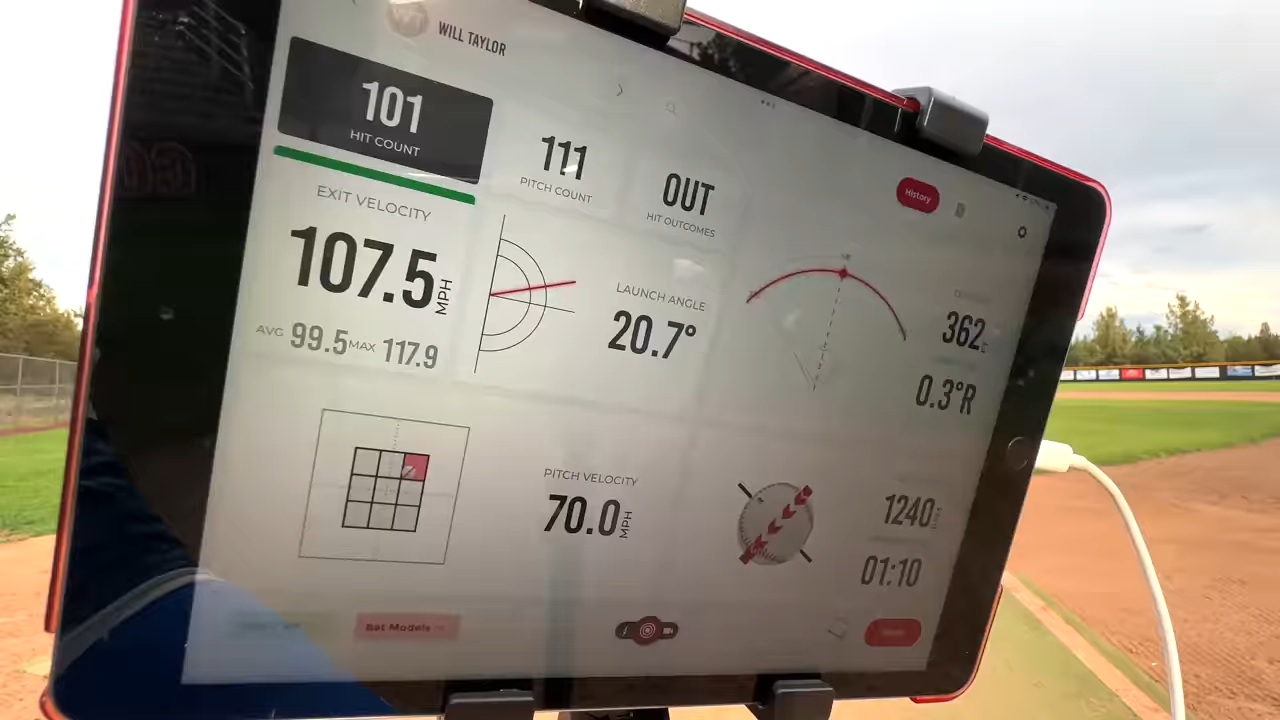 WT
WILL TAYLOR
101
HIT COUNT
111
PITCH COUNT
OUT
HIT OUTCOMES
History
EXIT VELOCITY
107.5 MPH
AVG 99.5 MAX 117.9
LAUNCH ANGLE
20.7°
362
0.3°R
PITCH VELOCITY
70.0 MPH
1240
01:10
Bat Models